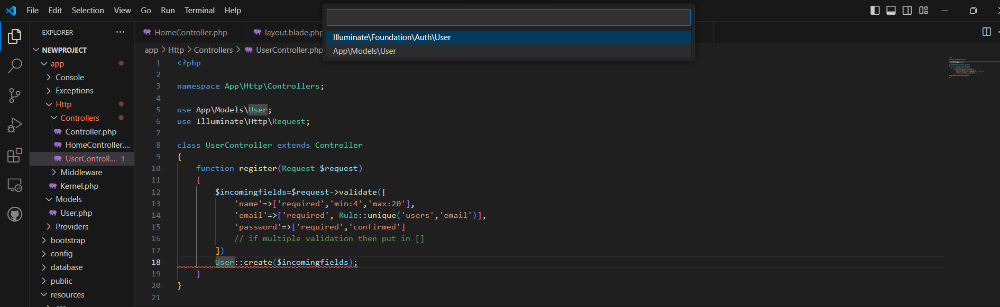 File Edit Selection View Go Run Terminal Help
Illuminate\Foundation\Auth\User
App\Models\User
EXPLORER
NEWPROJECT
app
Console
Exceptions
Http
Controllers
Controller.php
HomeController....
UserControll... 1
Middleware
Kernel.php
Models
User.php
Providers
bootstrap
config
database
public
resources
HomeController.php layout.blade.php
app > Http > Controllers > UserController.php
1 <?php
2
3 namespace App\Http\Controllers;
4
5 use App\Models\User;
6 use Illuminate\Http\Request;
7
8 class UserController extends Controller
9 {
10 function register(Request $request)
11 {
12 $incomingfields=$request->validate([
13 'name'=>['required','min:4','max:20'],
14 'email'=>['required', Rule::unique('users','email')],
15 'password'=>['required','confirmed']
16 // if multiple validation then put in []
17 ])
18 User::create($incomingfields);
19 }
20 }
21